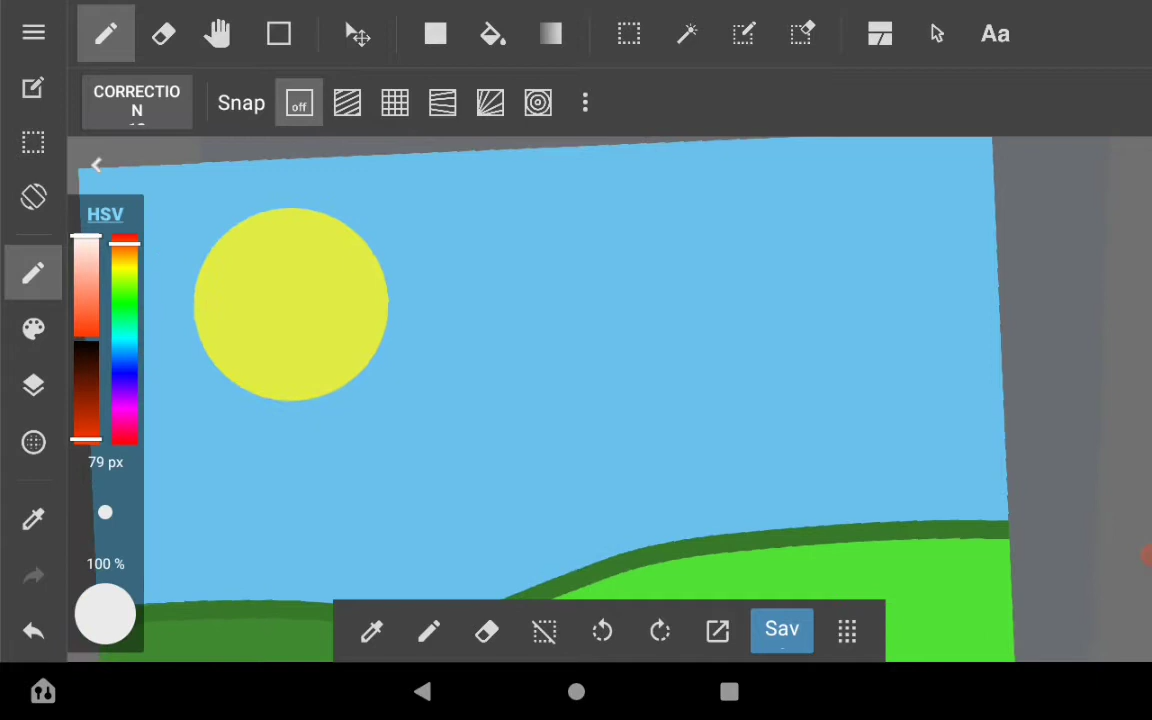 Aa
CORRECTIO
N
Snap
off
HSV
79 px
100 %
Sav